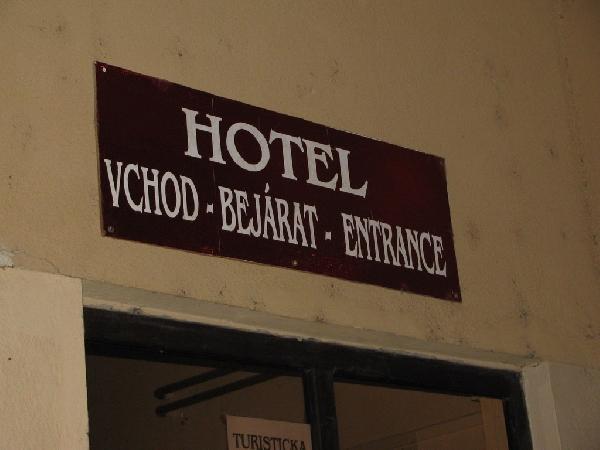 HOTEL
VCHOD - BEJÁRAT - ENTRANCE
TURISTICKA